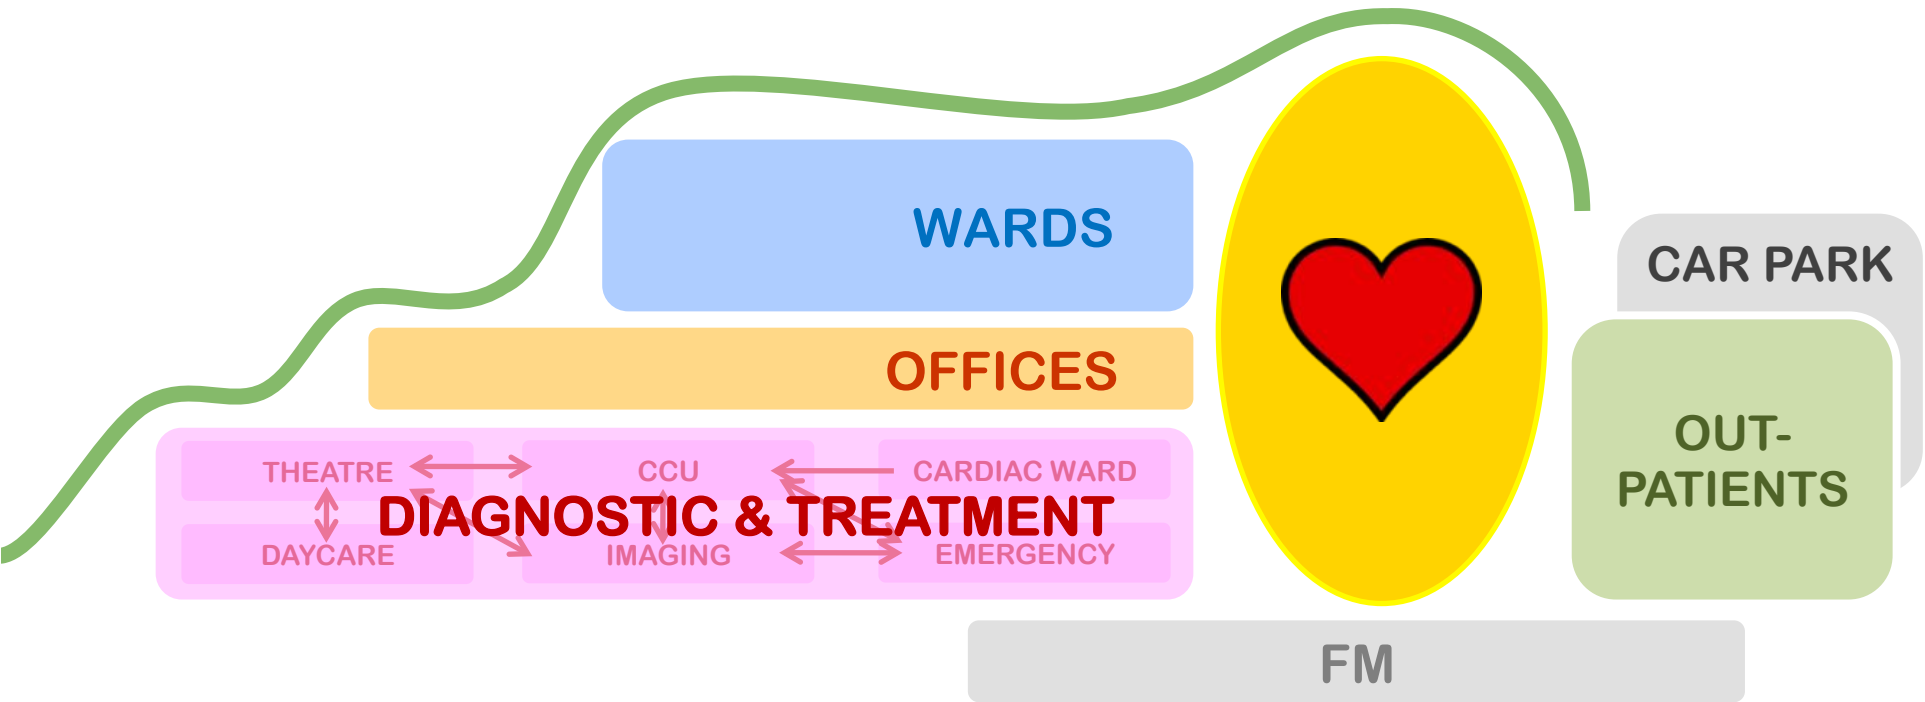 WARDS
CAR PARK
OFFICES
OUT-
PATIENTS
THEATRE
CCU
CARDIAC WARD
DIAGNOSTIC & TREATMENT
DAYCARE
IMAGING
EMERGENCY
FM